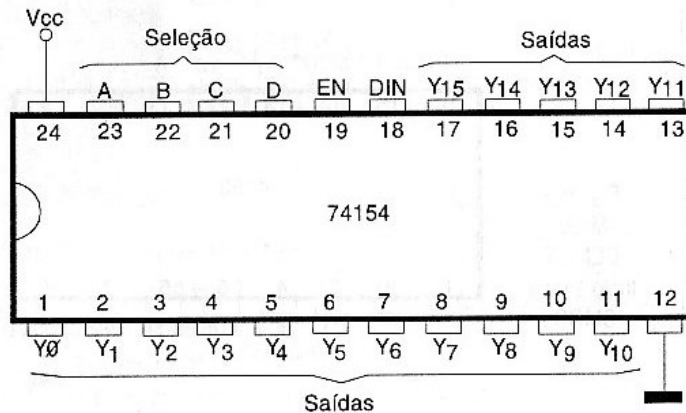 Vcc
Seleção Saídas
A B C D EN DIN Y15 Y14 Y13 Y12 Y11
24 23 22 21 20 19 18 17 16 15 14 13
74154
1 2 3 4 5 6 7 8 9 10 11 12
YØ Y1 Y2 Y3 Y4 Y5 Y6 Y7 Y8 Y9 Y10
Saídas